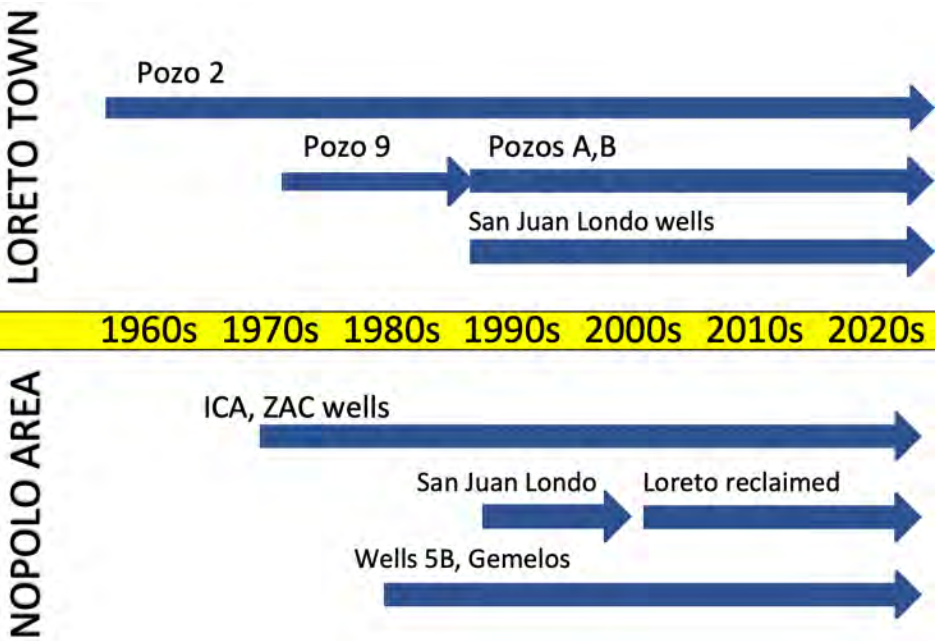 LORETO TOWN
Pozo 2
Pozo 9
Pozos A,B
San Juan Londo wells
1960s 1970s 1980s 1990s 2000s 2010s 2020s
NOPOLO AREA
ICA, ZAC wells
San Juan Londo
Loreto reclaimed
Wells 5B, Gemelos